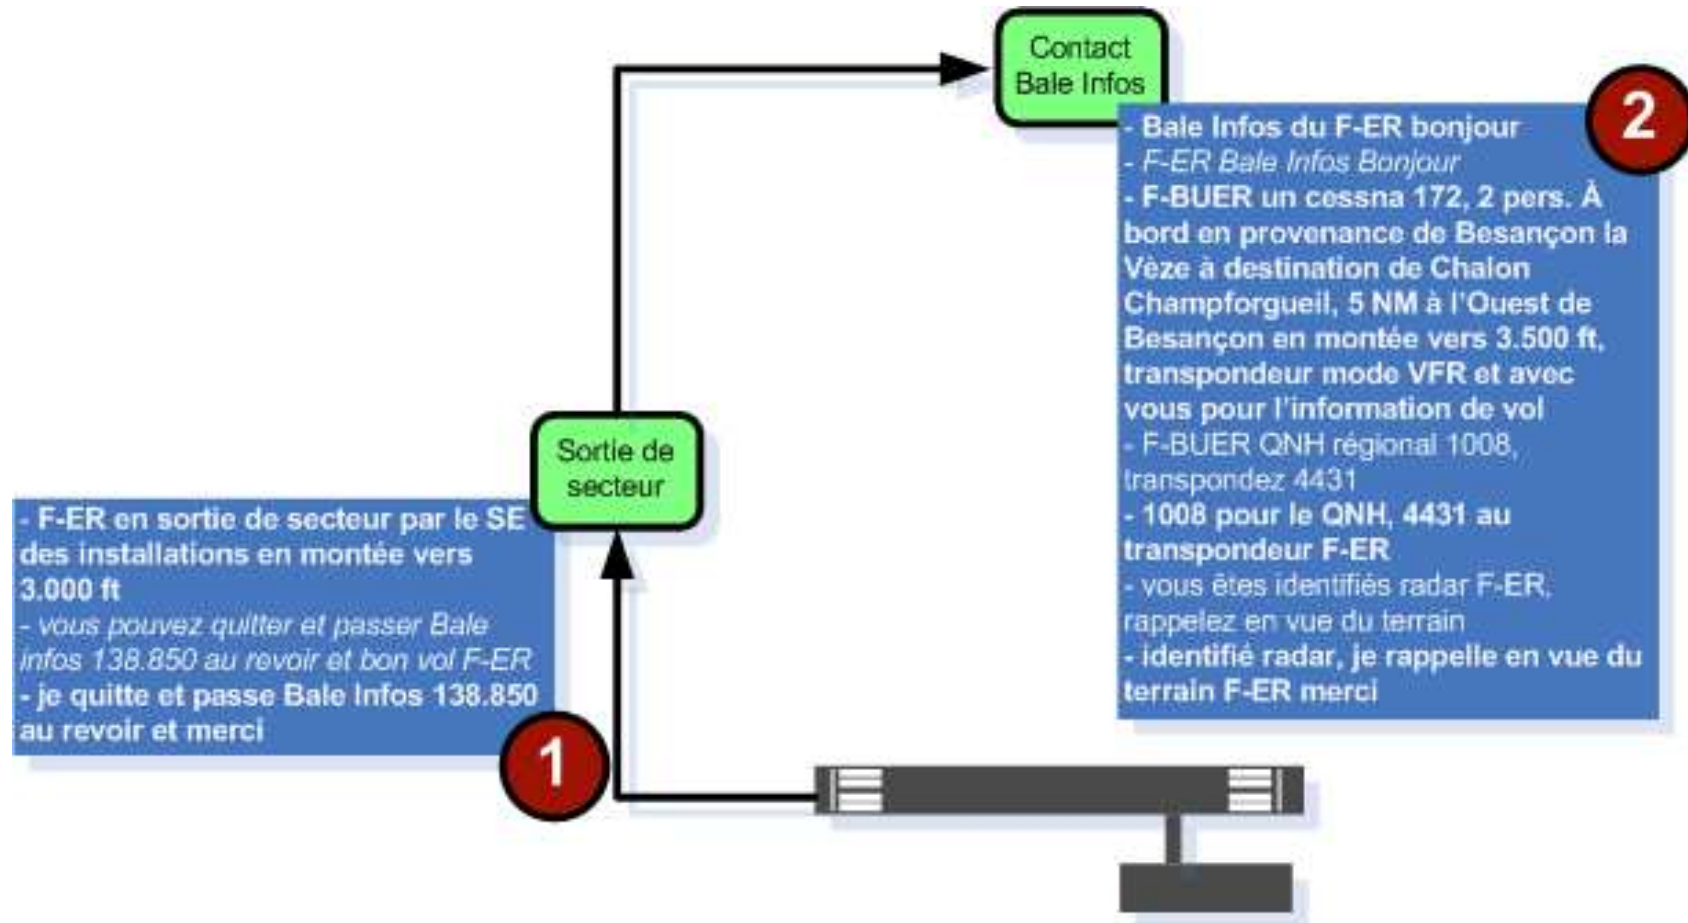 Contact
Bale Infos
2
- Bale Infos du F-ER bonjour
- F-ER Bale Infos Bonjour
- F-BUER un cessna 172, 2 pers. À
bord en provenance de Besançon la
Vèze à destination de Chalon
Champforgueil, 5 NM à l'Ouest de
Besançon en montée vers 3.500 ft,
transpondeur mode VFR et avec
vous pour l'information de vol
- F-BUER QNH régional 1008,
transpondez 4431
- 1008 pour le QNH, 4431 au
transpondeur F-ER
- vous êtes identifiés radar F-ER,
rappelez en vue du terrain
- identifié radar, je rappelle en vue du
terrain F-ER merci
Sortie de
secteur
- F-ER en sortie de secteur par le SE
des installations en montée vers
3.000 ft
- vous pouvez quitter et passer Bale
infos 138.850 au revoir et bon vol F-ER
- je quitte et passe Bale Infos 138.850
au revoir et merci
1